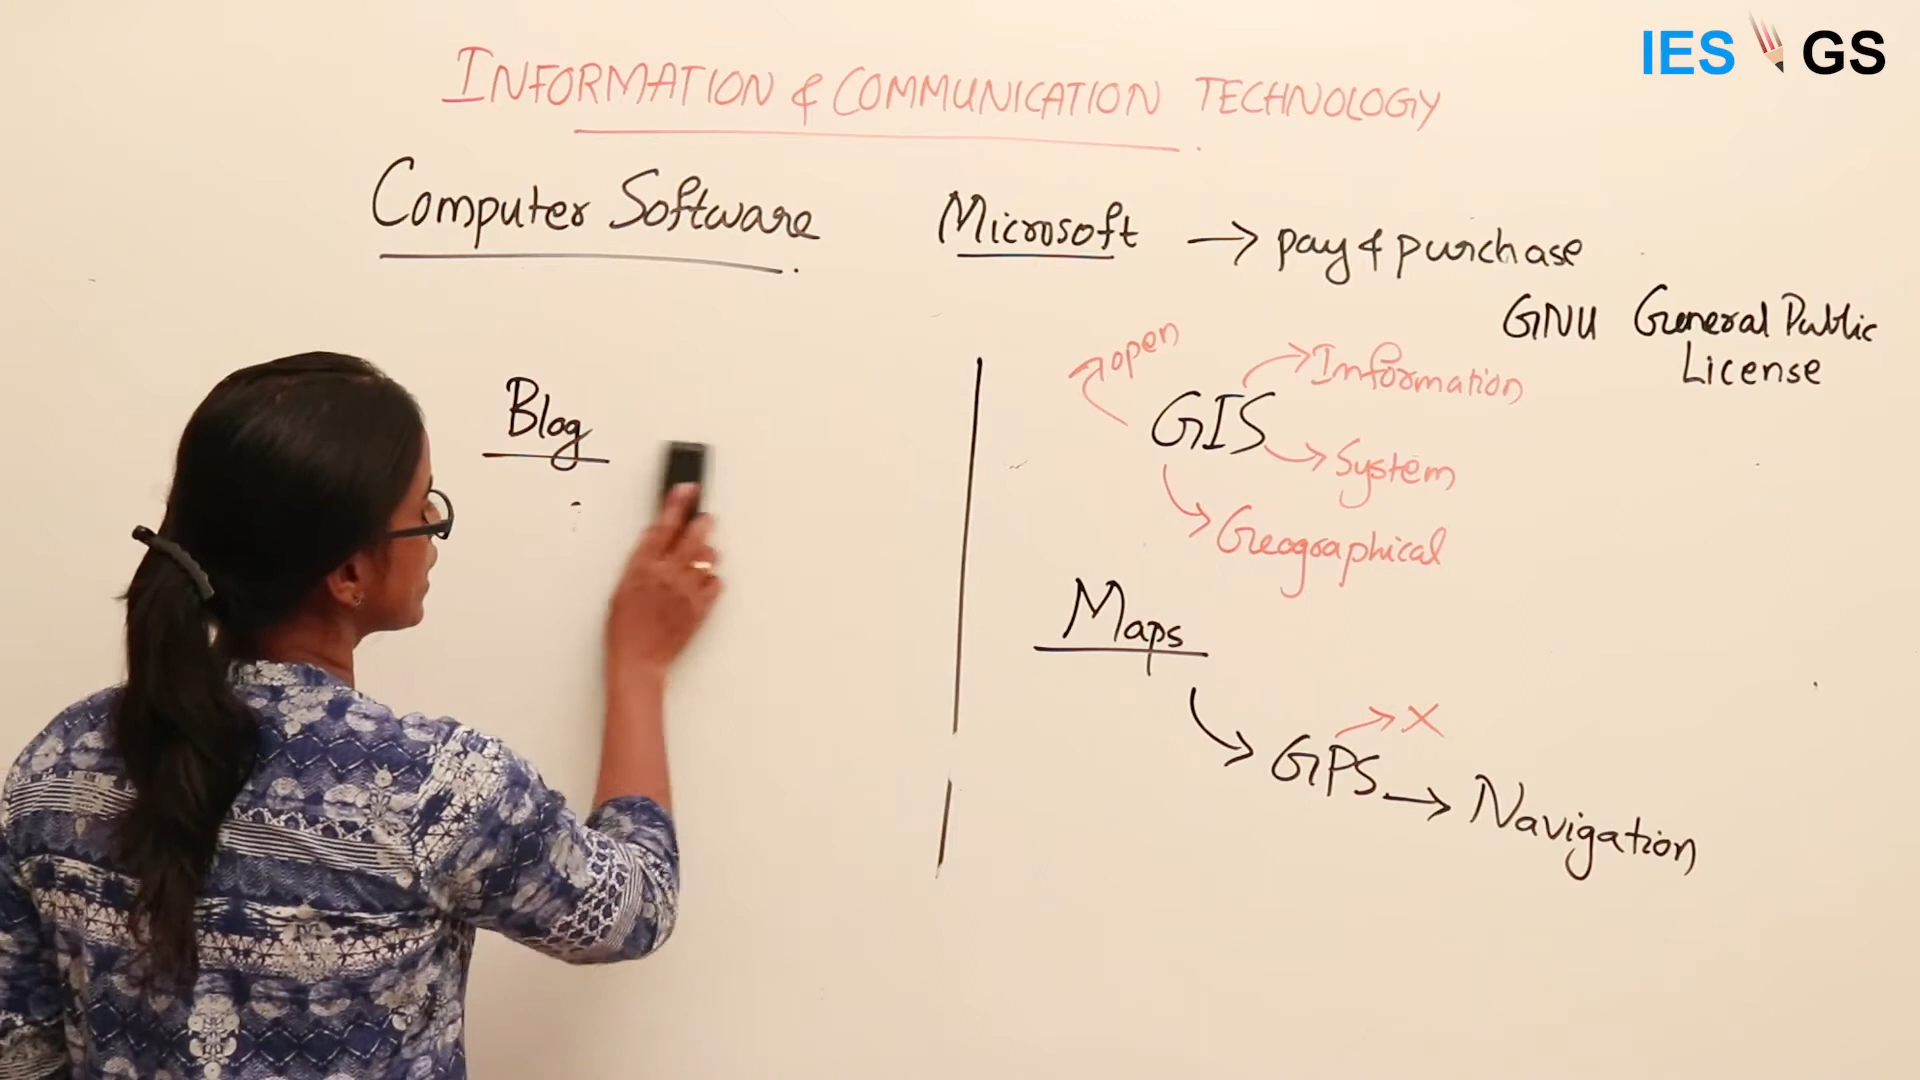 IES GS
INFORMATION & COMMUNICATION TECHNOLOGY
Computer Software
Microsoft → pay & purchase
GNU General Public
License
Blog
open
Information
GIS
System
Geographical
Maps
X
GPS → Navigation